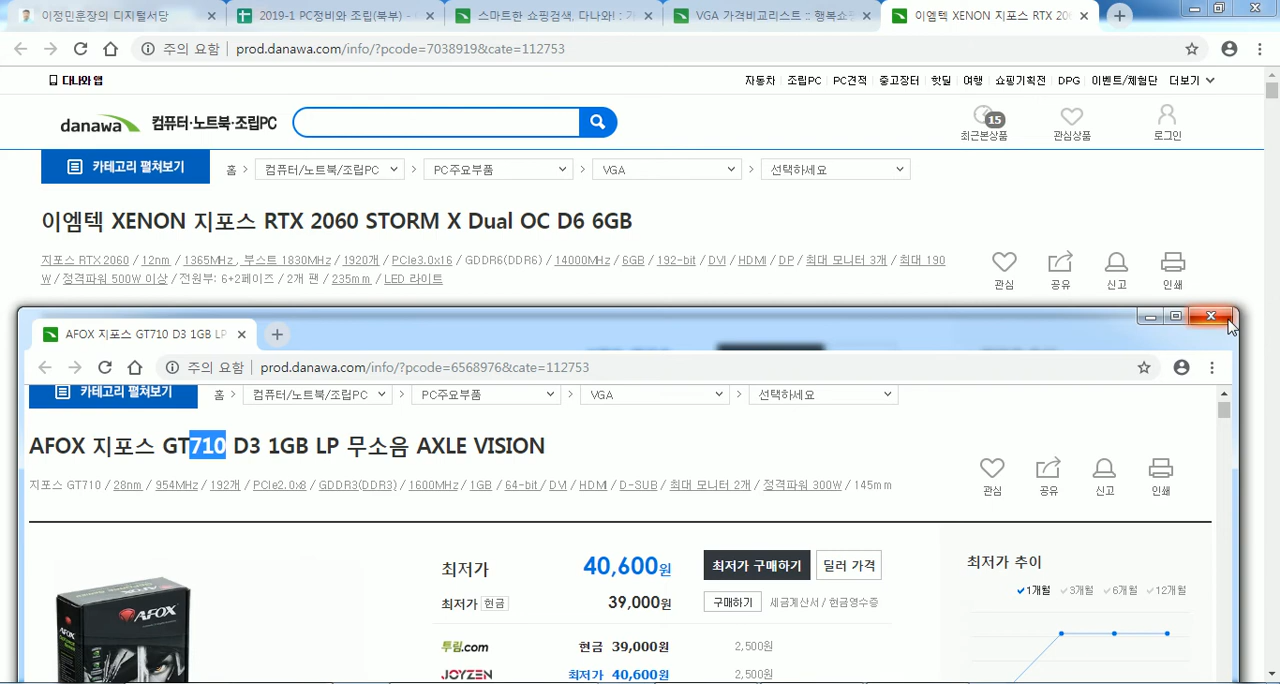 이정민훈장의 디지털서당
2019-1 PC정비와 조립(북부) -
스마트한 쇼핑검색, 다나와! :
VGA 가격비교리스트 :: 행복쇼핑
이엠텍 XENON 지포스 RTX 206
주의 요함 prod.danawa.com/info/?pcode=7038919&cate=112753
다나와 앱
자동차 조립PC PC견적 중고장터 핫딜 여행 쇼핑기획전 DPG 이벤트/체험단 더보기
danawa 컴퓨터·노트북·조립PC
15
최근본상품 관심상품 로그인
카테고리 펼쳐보기 홈 > 컴퓨터/노트북/조립PC > PC주요부품 > VGA > 선택하세요
이엠텍 XENON 지포스 RTX 2060 STORM X Dual OC D6 6GB
지포스 RTX 2060 / 12nm / 1365MHz , 부스트 1830MHz / 1920개 / PCIe3.0x16 / GDDR6(DDR6) / 14000MHz / 6GB / 192-bit / DVI / HDMI / DP / 최대 모니터 3개 / 최대 190
W / 정격파워 500W 이상 / 전원부: 6+2페이즈 / 2개 팬 / 235mm / LED 라이트
관심 공유 신고 인쇄
AFOX 지포스 GT710 D3 1GB LP
주의 요함 prod.danawa.com/info/?pcode=6568976&cate=112753
카테고리 펼쳐보기 홈 > 컴퓨터/노트북/조립PC > PC주요부품 > VGA > 선택하세요
AFOX 지포스 GT710 D3 1GB LP 무소음 AXLE VISION
지포스 GT710 / 28nm / 954MHz / 192개 / PCIe2.0x8 / GDDR3(DDR3) / 1600MHz / 1GB / 64-bit / DVI / HDMI / D-SUB / 최대 모니터 2개 / 정격파워 300W / 145mm
관심 공유 신고 인쇄
최저가 40,600원 최저가 구매하기 딜러 가격
최저가 현금 39,000원 구매하기 세금계산서 / 현금영수증
투림.com 현금 39,000원 2,500원
JOYZEN 최저가 40,600원 2,500원
최저가 추이
1개월 3개월 6개월 12개월
AFOX